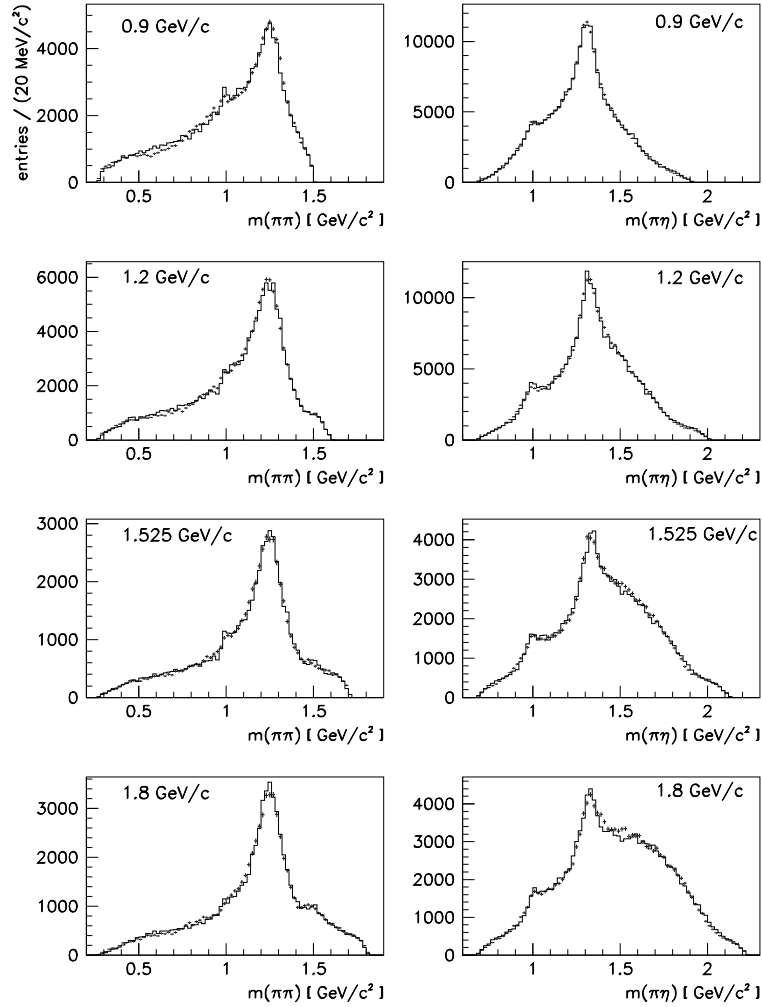 entries / (20 MeV/c²)
0.9 GeV/c
4000
2000
0
0.5 1 1.5
m(ππ) [ GeV/c² ]
0.9 GeV/c
10000
5000
0
1 1.5 2
m(πη) [ GeV/c² ]
1.2 GeV/c
6000
4000
2000
0
0.5 1 1.5
m(ππ) [ GeV/c² ]
1.2 GeV/c
10000
5000
0
1 1.5 2
m(πη) [ GeV/c² ]
1.525 GeV/c
3000
2000
1000
0
0.5 1 1.5
m(ππ) [ GeV/c² ]
1.525 GeV/c
4000
3000
2000
1000
0
1 1.5 2
m(πη) [ GeV/c² ]
1.8 GeV/c
3000
2000
1000
0
0.5 1 1.5
m(ππ) [ GeV/c² ]
1.8 GeV/c
4000
3000
2000
1000
0
1 1.5 2
m(πη) [ GeV/c² ]